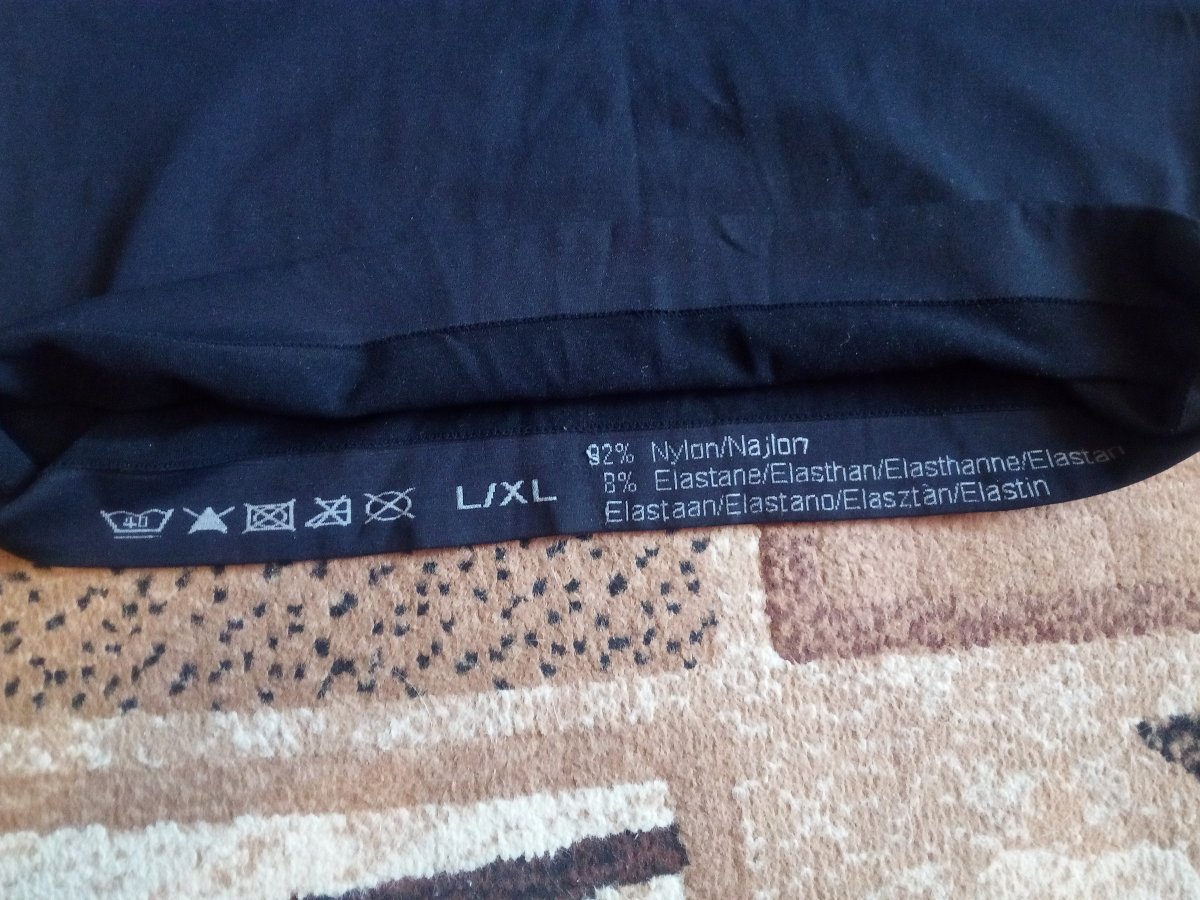 40
L/XL
92% Nylon/Najlon
8% Elastane/Elasthan/Elasthanne/Elastan
Elastaan/Elastano/Elasztán/Elastin